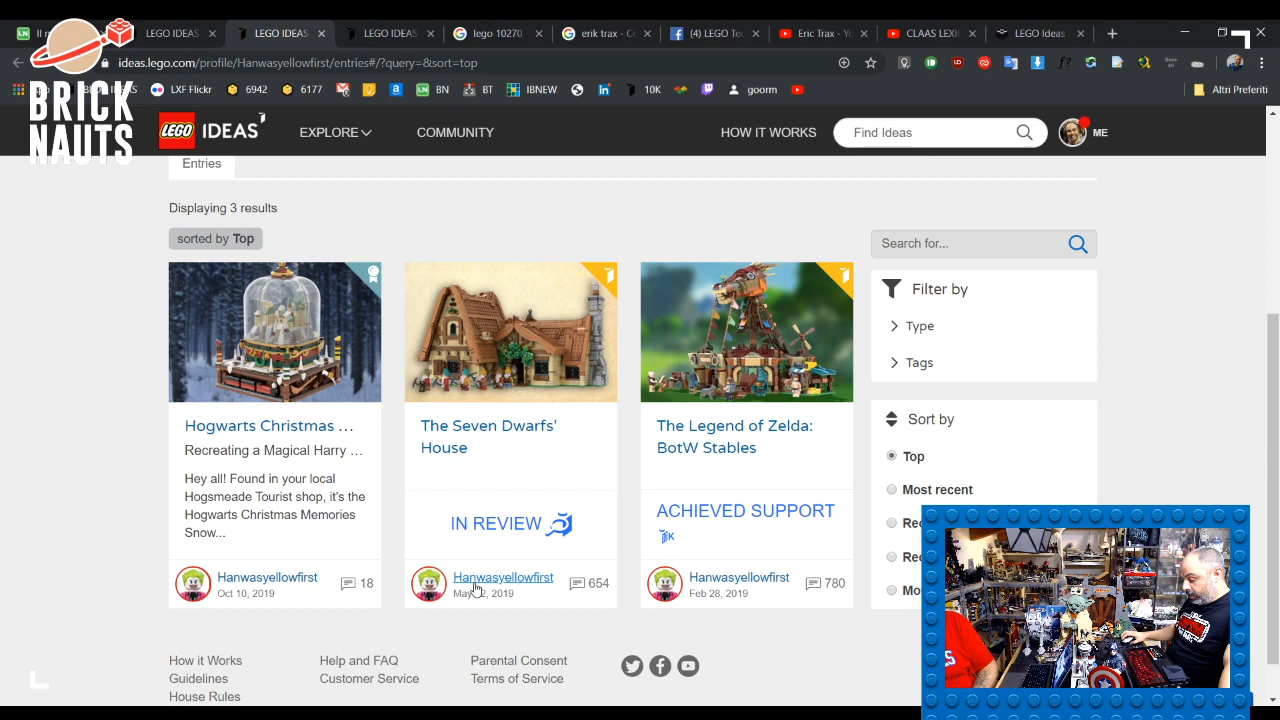 BRICK
NAUTS
Il m
LEGO IDEAS
LEGO IDEAS
LEGO IDEAS
lego 10270
erik trax - C
(4) LEGO Tec
Eric Trax - Yo
CLAAS LEXI
LEGO Ideas
ideas.lego.com/profile/Hanwasyellowfirst/entries#/?query=&sort=top
LXF Flickr
6942
6177
BN
BT
IBNEW
10K
goorm
Altri Preferiti
LEGO IDEAS
EXPLORE
COMMUNITY
HOW IT WORKS
Find Ideas
ME
Entries
Displaying 3 results
sorted by Top
Search for...
Filter by
Type
Tags
Sort by
Top
Most recent
Hogwarts Christmas ...
Recreating a Magical Harry ...
Hey all! Found in your local
Hogsmeade Tourist shop, it's the
Hogwarts Christmas Memories
Snow...
Hanwasyellowfirst
Oct 10, 2019
18
The Seven Dwarfs'
House
IN REVIEW
Hanwasyellowfirst
2019
654
The Legend of Zelda:
BotW Stables
ACHIEVED SUPPORT
Hanwasyellowfirst
Feb 28, 2019
780
How it Works
Guidelines
House Rules
Help and FAQ
Customer Service
Parental Consent
Terms of Service